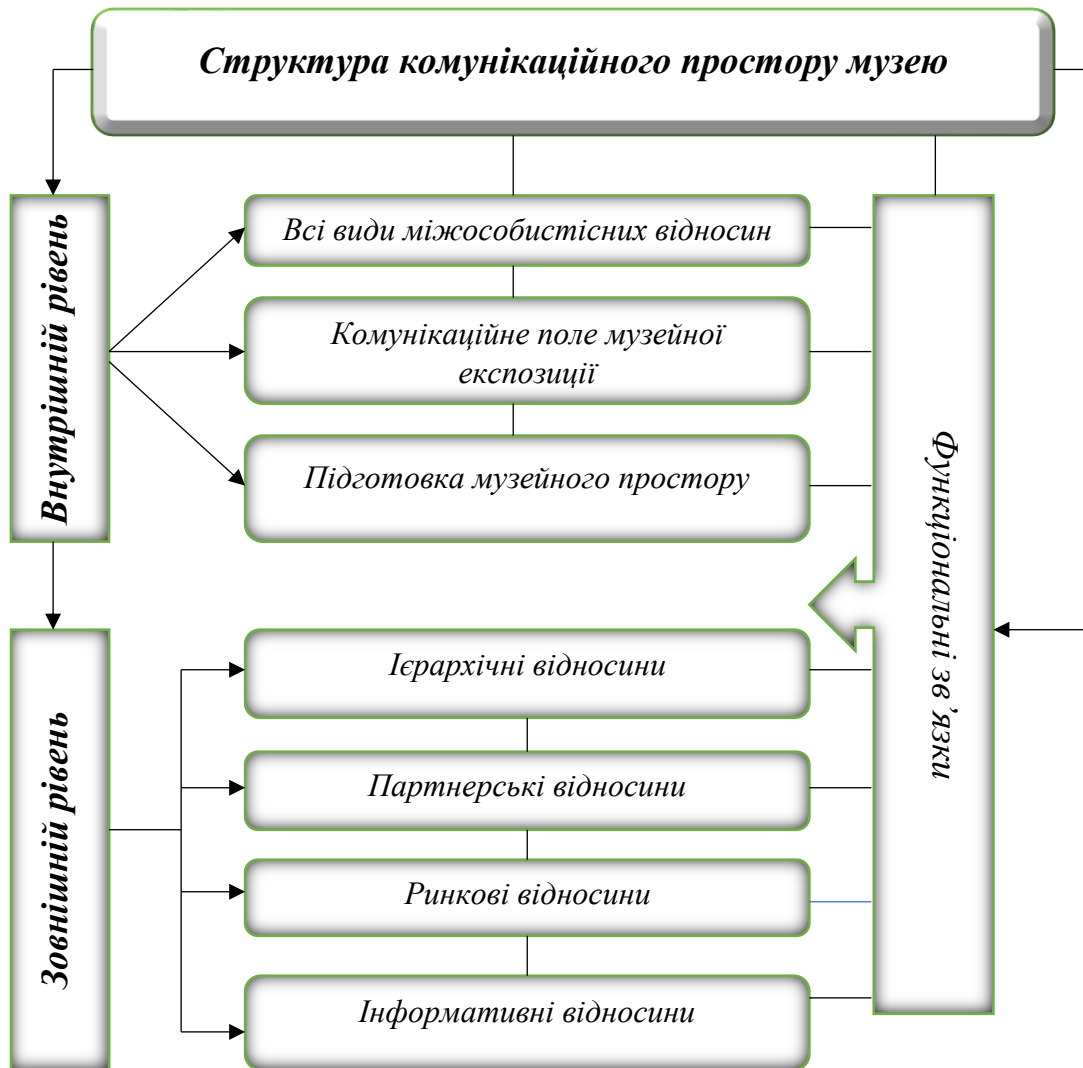 Структура комунікаційного простору музею
Внутрішній рівень
Всі види міжособистісних відносин
Комунікаційне поле музейної
експозиції
Підготовка музейного простору
Функціональні зв’язки
Зовнішній рівень
Ієрархічні відносини
Партнерські відносини
Ринкові відносини
Інформативні відносини